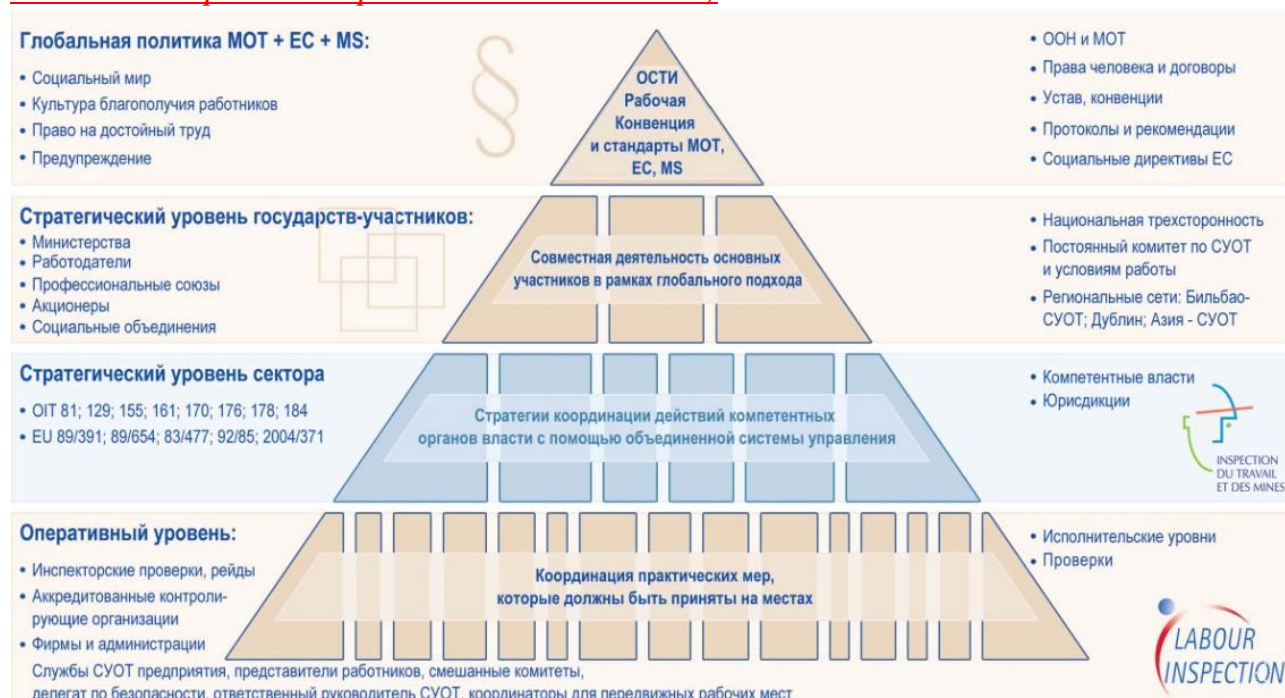 Глобальная политика МОТ + ЕС + MS:
• Социальный мир
• Культура благополучия работников
• Право на достойный труд
• Предупреждение
ОСТИ
Рабочая
Конвенция
и стандарты МОТ,
ЕС, MS
• ООН и МОТ
• Права человека и договоры
• Устав, конвенции
• Протоколы и рекомендации
• Социальные директивы ЕС
Стратегический уровень государств-участников:
• Министерства
• Работодатели
• Профессиональные союзы
• Акционеры
• Социальные объединения
Совместная деятельность основных
участников в рамках глобального подхода
• Национальная трехсторонность
• Постоянный комитет по СУОТ
и условиям работы
• Региональные сети: Бильбао-
СУОТ; Дублин; Азия - СУОТ
Стратегический уровень сектора
• OIT 81; 129; 155; 161; 170; 176; 178; 184
• EU 89/391; 89/654; 83/477; 92/85; 2004/371
Стратегии координации действий компетентных
органов власти с помощью объединенной системы управления
• Компетентные власти
• Юрисдикции
INSPECTION
DU TRAVAIL
ET DES MINES
Оперативный уровень:
• Инспекторские проверки, рейды
• Аккредитованные контроли-
рующие организации
• Фирмы и администрации
Службы СУОТ предприятия, представители работников, смешанные комитеты,
делегат по безопасности, ответственный руководитель СУОТ, координаторы для передвижных рабочих мест
Координация практических мер,
которые должны быть приняты на местах
• Исполнительские уровни
• Проверки
LABOUR
INSPECTION